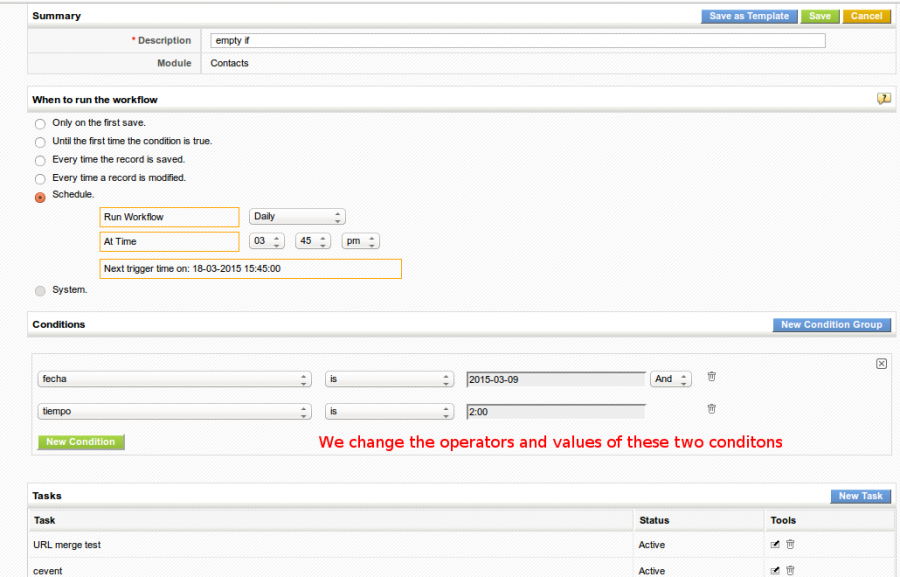 Summary Save as Template Save Cancel
* Description empty if
Module Contacts
When to run the workflow ?
Only on the first save.
Until the first time the condition is true.
Every time the record is saved.
Every time a record is modified.
Schedule.
Run Workflow Daily
At Time 03 45 pm
Next trigger time on: 18-03-2015 15:45:00
System.
Conditions New Condition Group
fecha is 2015-03-09 And
tiempo is 2:00
New Condition We change the operators and values of these two conditons
Tasks New Task
Task Status Tools
URL merge test Active
cevent Active